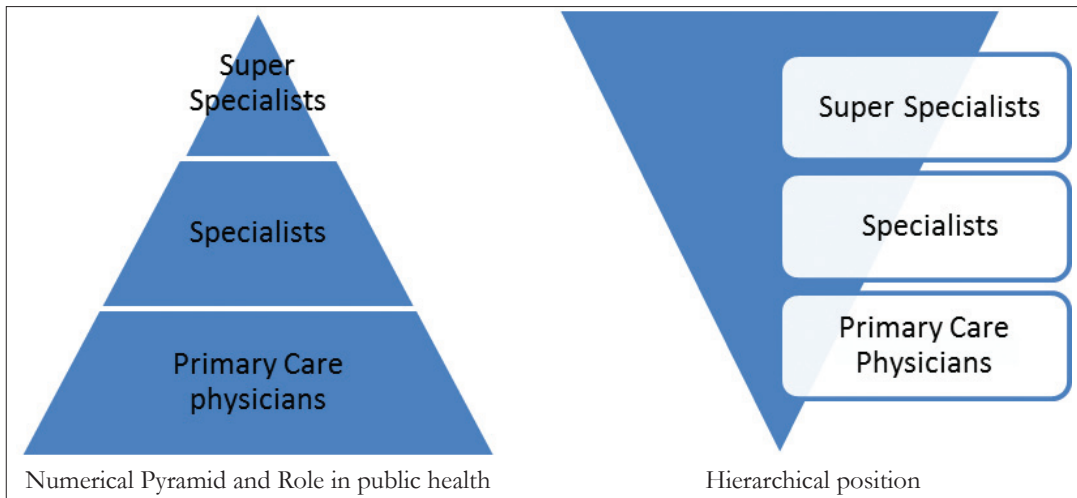 Super
Specialists
Specialists
Primary Care
physicians
Numerical Pyramid and Role in public health
Super Specialists
Specialists
Primary Care
Physicians
Hierarchical position